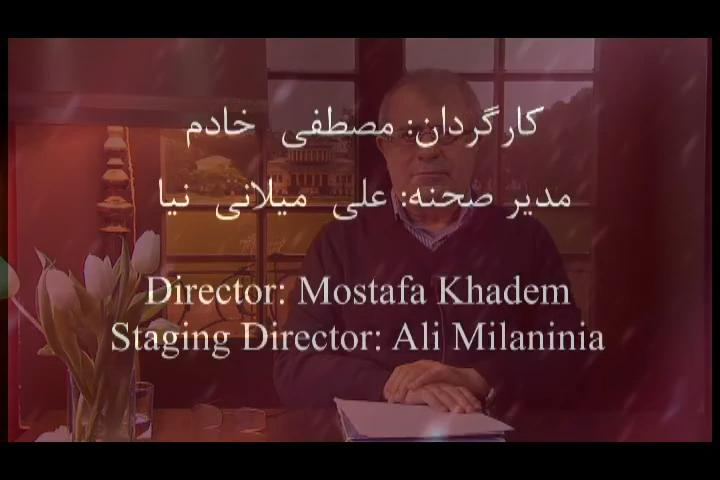 کارگردان: مصطفی خادم
مدیر صحنه: علی میلانی نیا
Director: Mostafa Khadem
Staging Director: Ali Milaninia